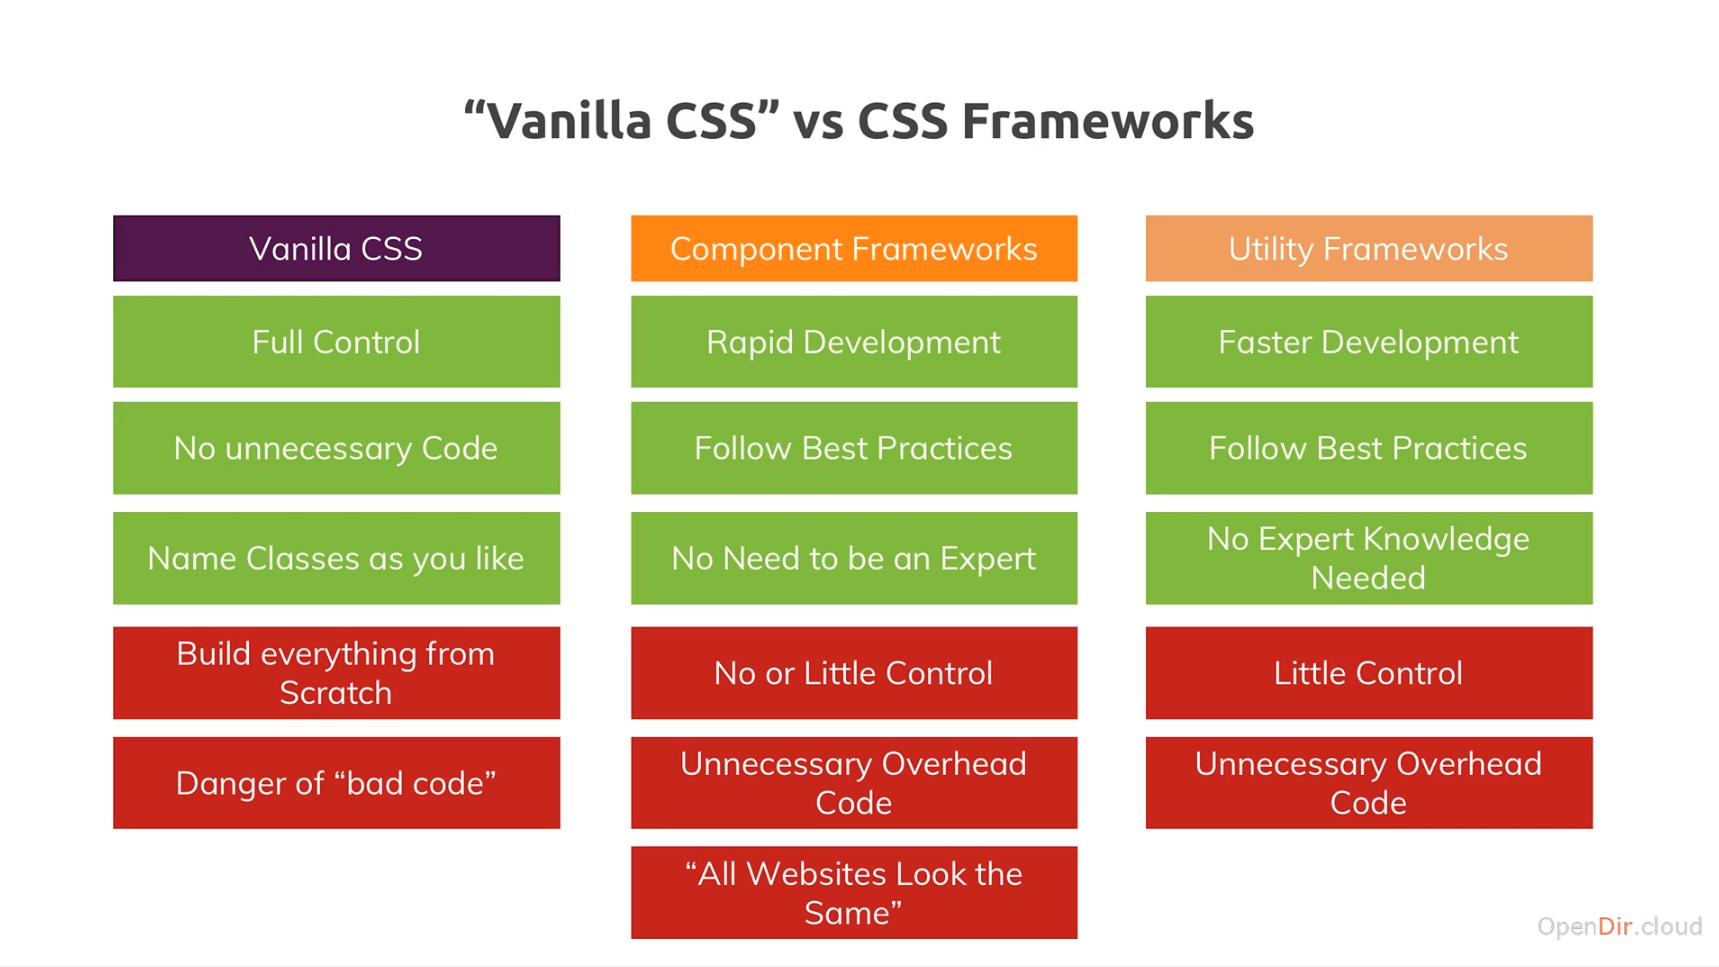 “Vanilla CSS” vs CSS Frameworks
Vanilla CSS
Full Control
No unnecessary Code
Name Classes as you like
Build everything from
Scratch
Danger of “bad code”
Component Frameworks
Rapid Development
Follow Best Practices
No Need to be an Expert
No or Little Control
Unnecessary Overhead
Code
“All Websites Look the
Same”
Utility Frameworks
Faster Development
Follow Best Practices
No Expert Knowledge
Needed
Little Control
Unnecessary Overhead
Code
OpenDir.cloud